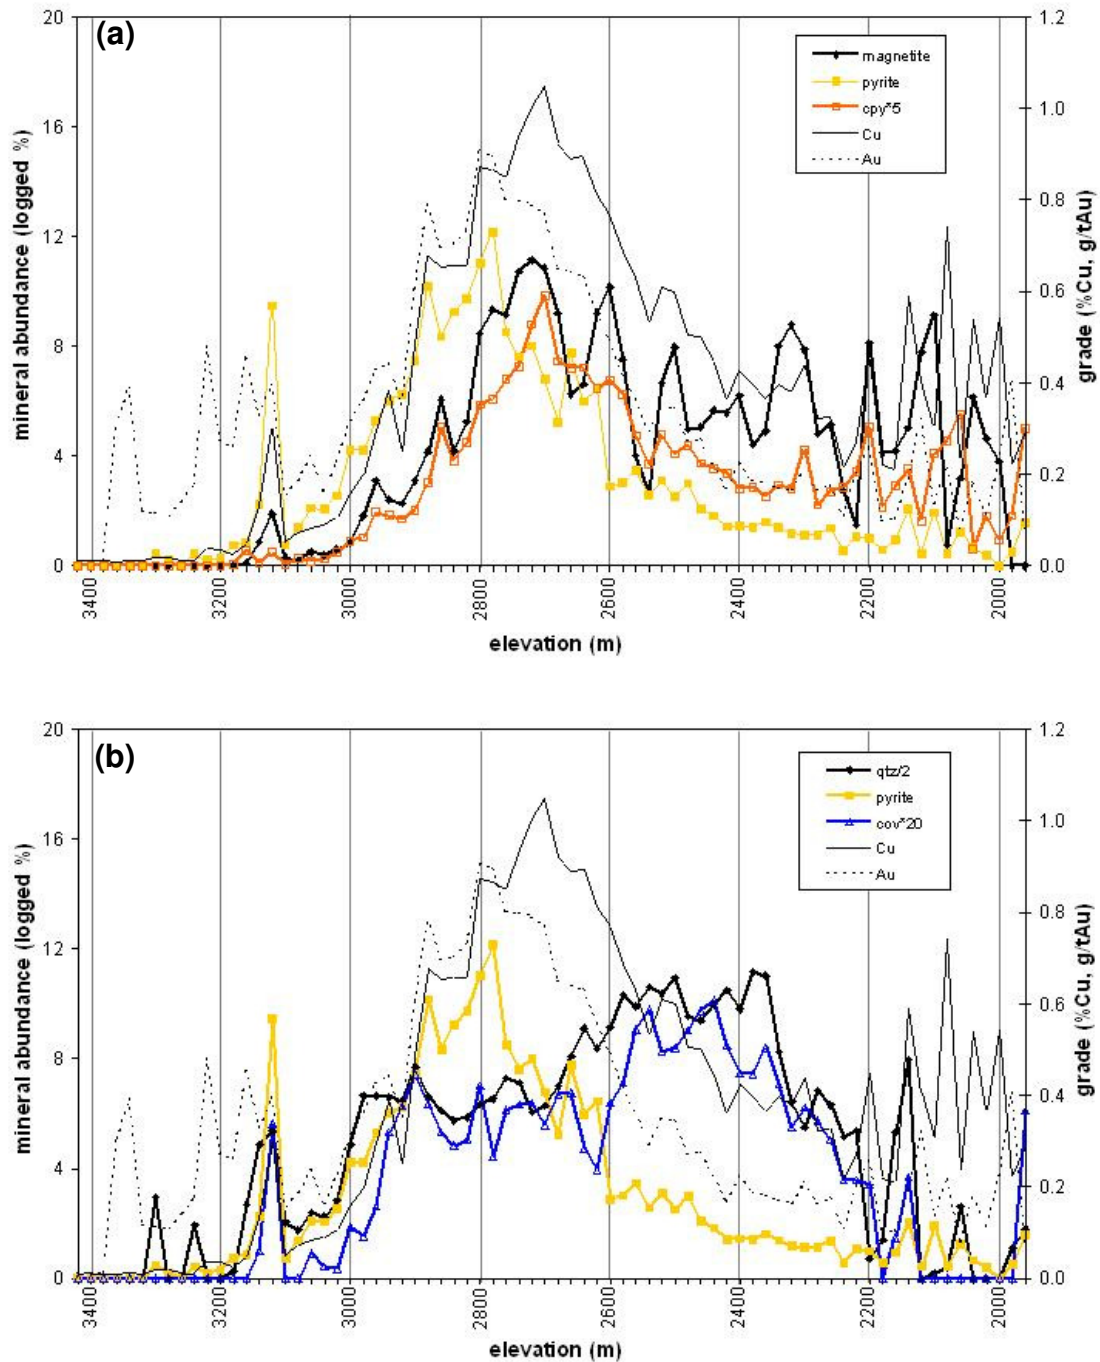 (a)
20
16
12
8
4
0
mineral abundance (logged %)
1.2
1.0
0.8
0.6
0.4
0.2
0.0
grade (%Cu, g/tAu)
magnetite
pyrite
cpy*5
Cu
Au
3400
3200
3000
2800
2600
2400
2200
2000
elevation (m)
(b)
20
16
12
8
4
0
mineral abundance (logged %)
1.2
1.0
0.8
0.6
0.4
0.2
0.0
grade (%Cu, g/tAu)
qtz/2
pyrite
cov*20
Cu
Au
3400
3200
3000
2800
2600
2400
2200
2000
elevation (m)